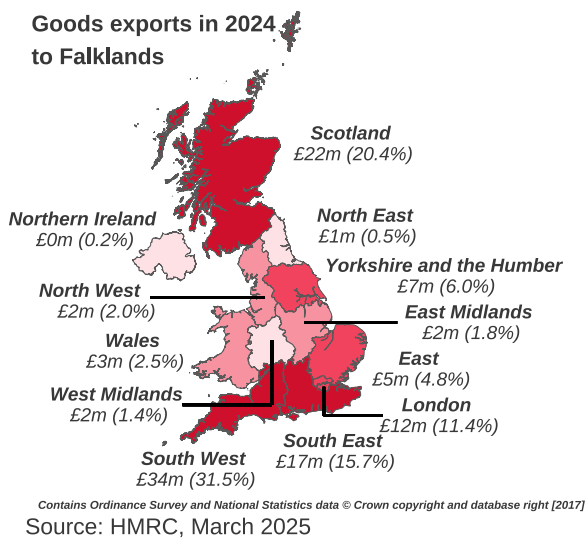 Goods exports in 2024
to Falklands
Scotland
£22m (20.4%)
Northern Ireland
£0m (0.2%)
North East
£1m (0.5%)
Yorkshire and the Humber
£7m (6.0%)
North West
£2m (2.0%)
East Midlands
£2m (1.8%)
Wales
£3m (2.5%)
East
£5m (4.8%)
West Midlands
£2m (1.4%)
London
£12m (11.4%)
South East
£17m (15.7%)
South West
£34m (31.5%)
Contains Ordinance Survey and National Statistics data © Crown copyright and database right [2017]
Source: HMRC, March 2025